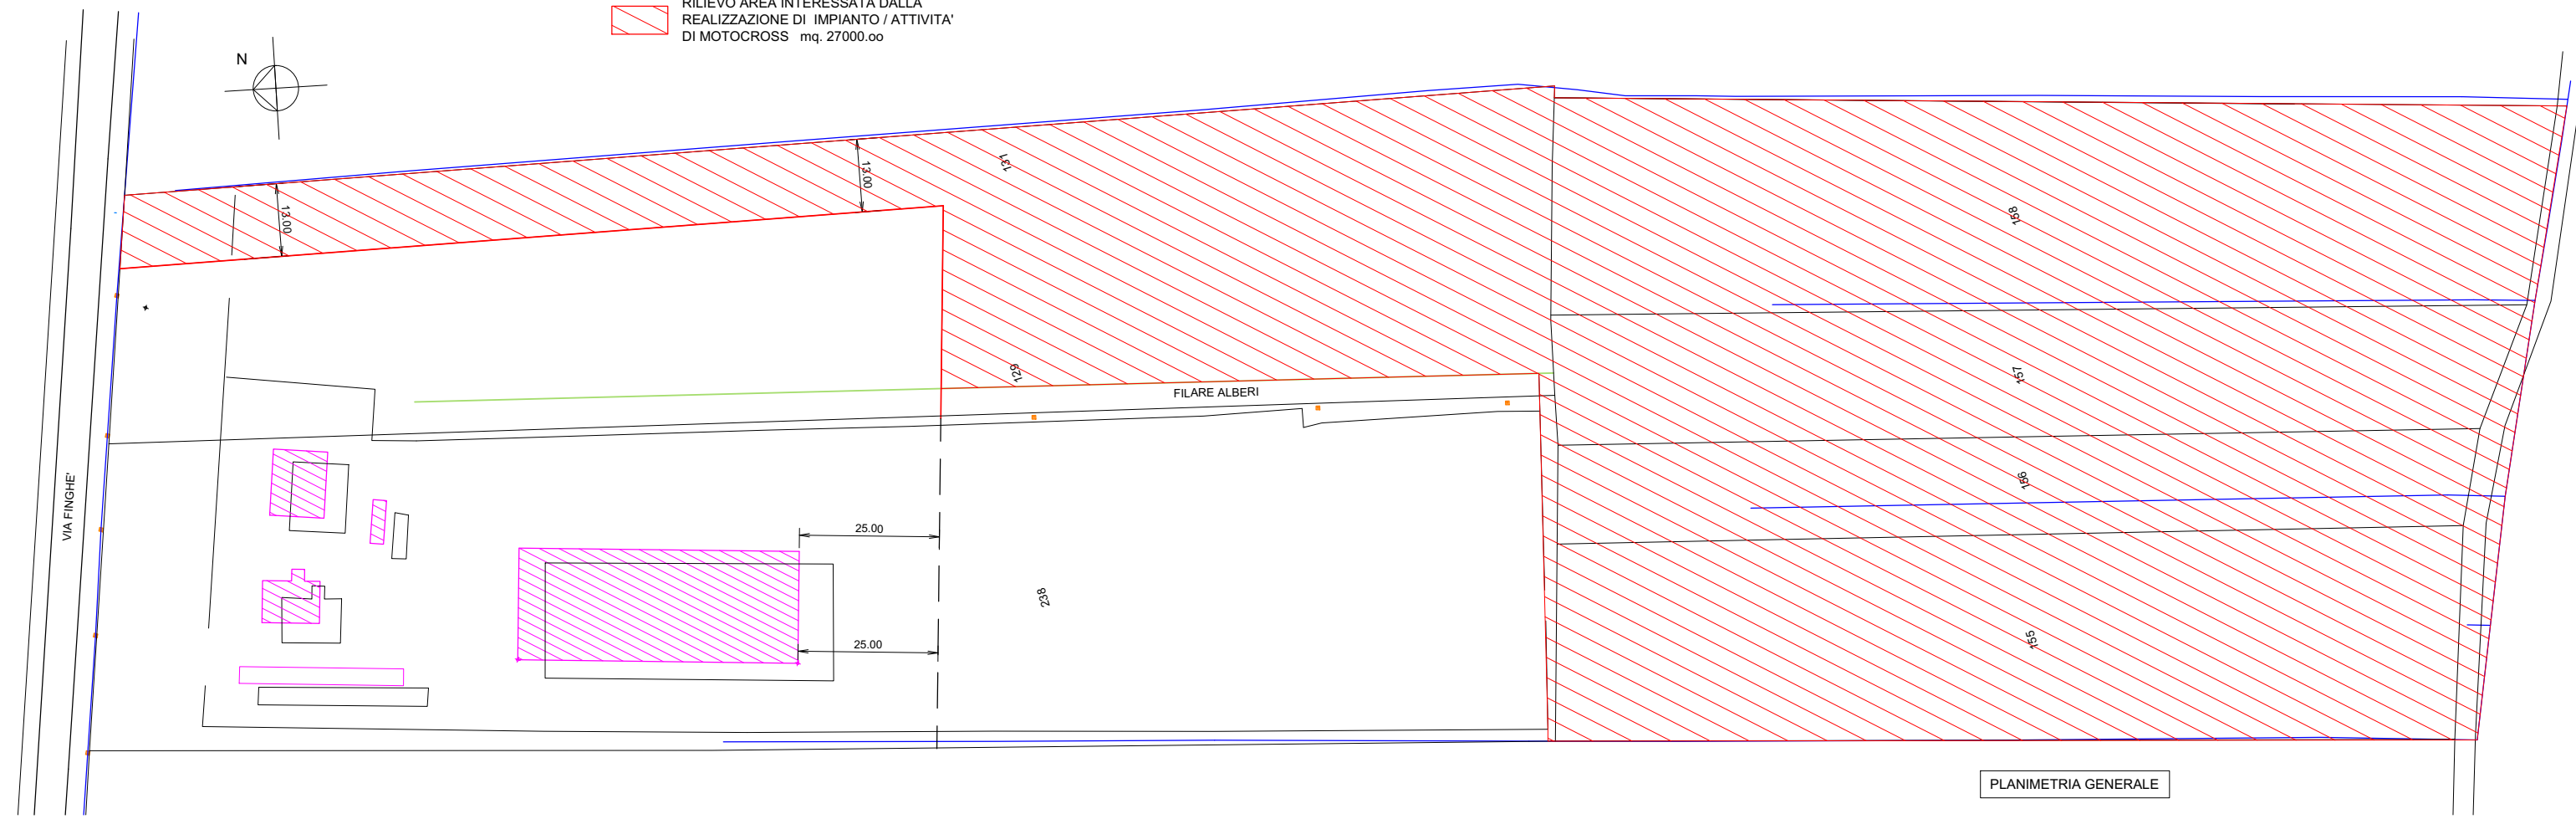 RILIEVO AREA INTERESSATA DALLA
REALIZZAZIONE DI IMPIANTO / ATTIVITA'
DI MOTOCROSS mq. 27000.oo
N
13.00
13.00
131
158
129
157
FILARE ALBERI
156
VIA FINGHE'
25.00
238
25.00
155
PLANIMETRIA GENERALE